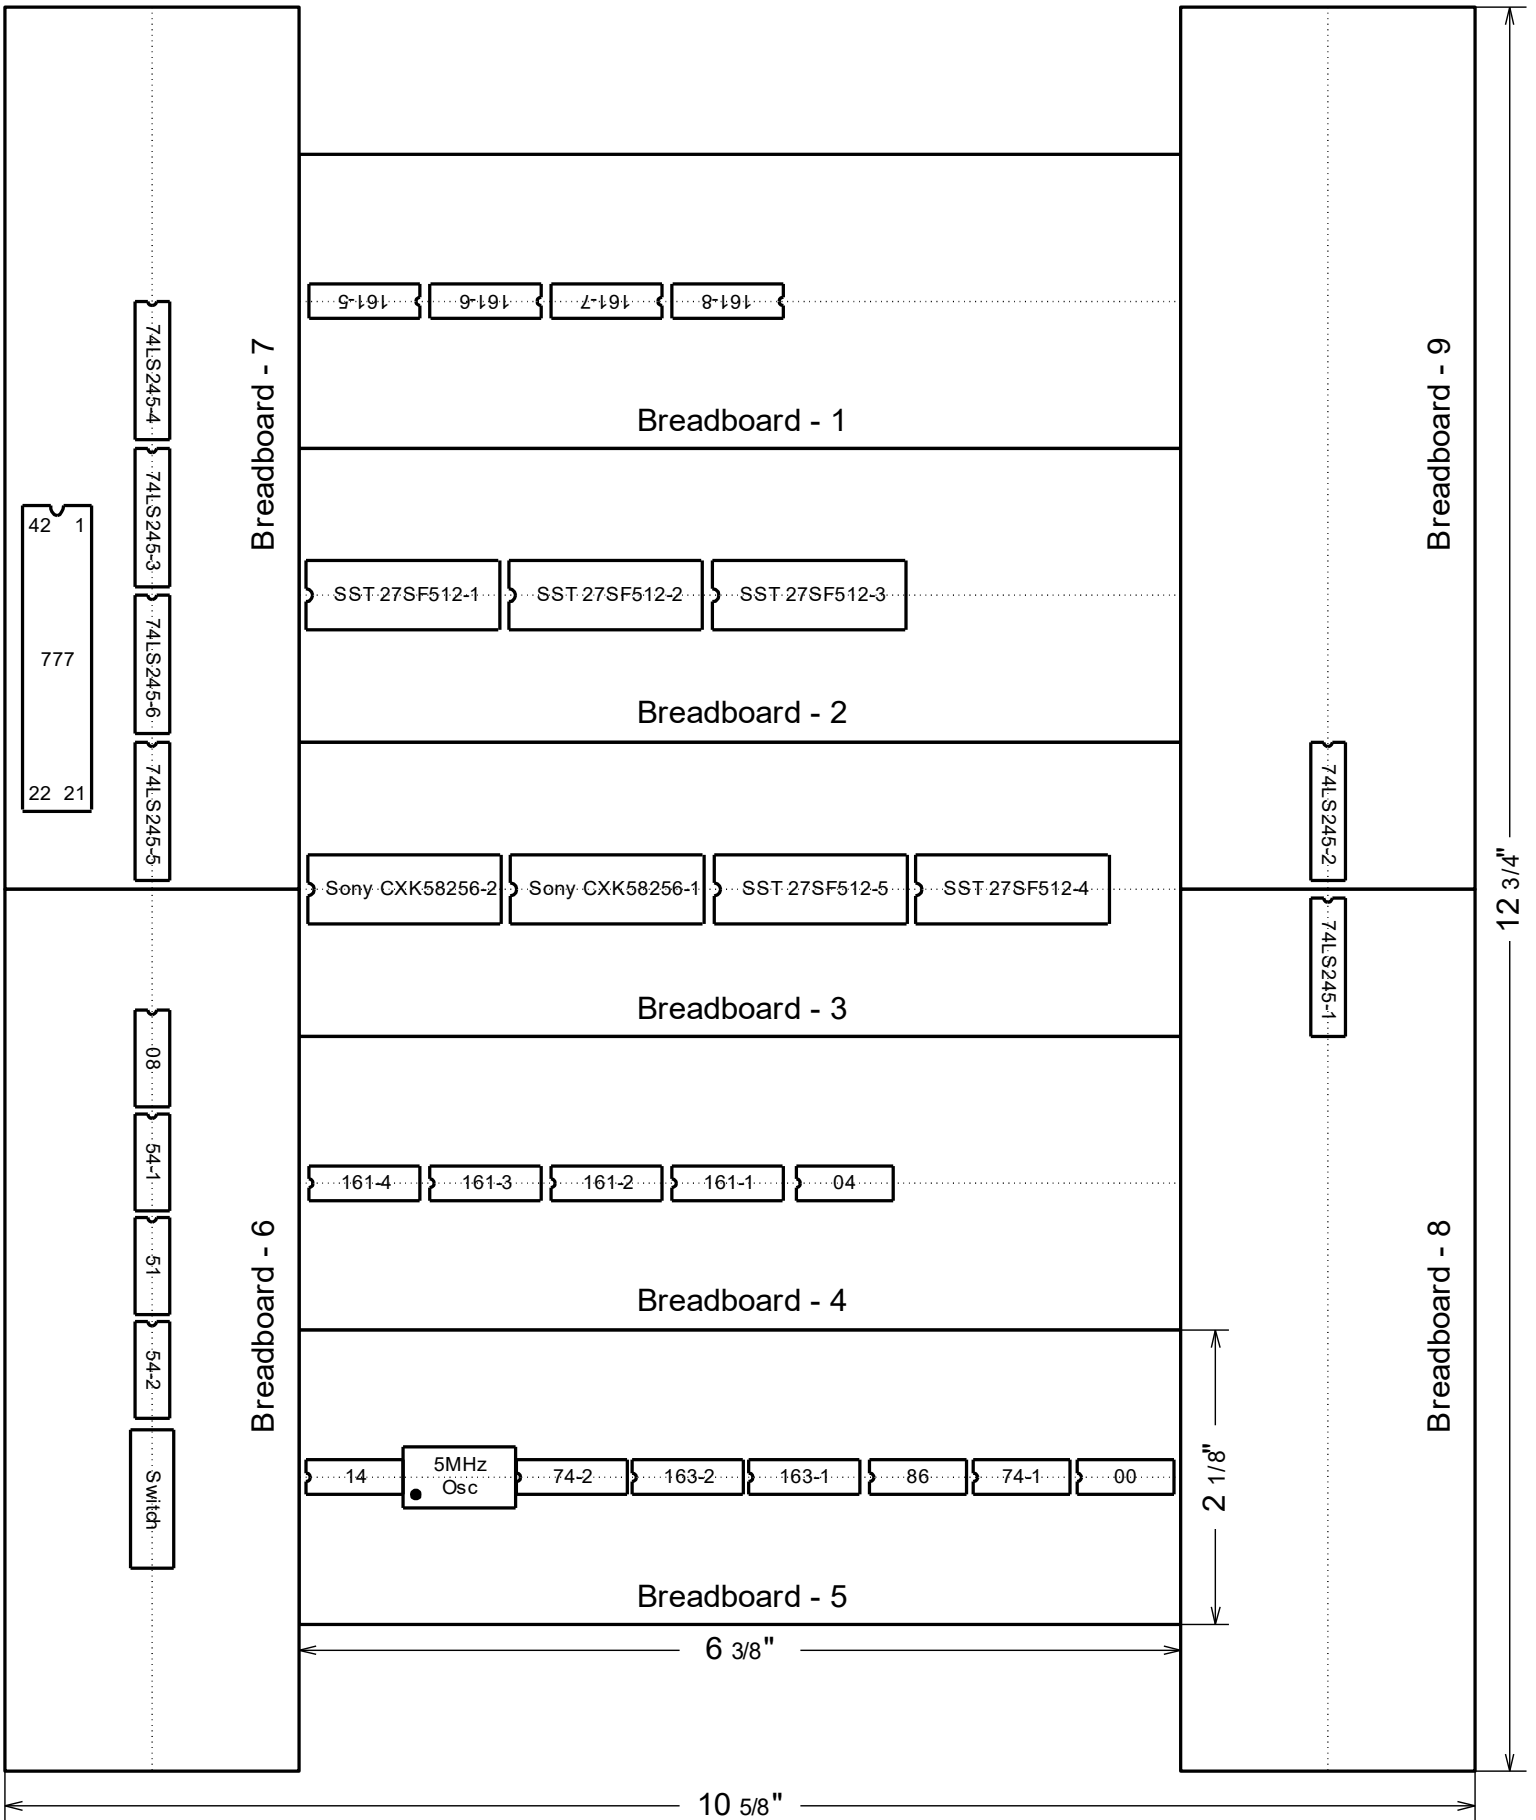 161-5
161-6
161-7
161-8
Breadboard - 1
74LS245-4
74LS245-3
74LS245-6
74LS245-5
Breadboard - 7
42 1
777
22 21
SST 27SF512-1
SST 27SF512-2
SST 27SF512-3
Breadboard - 2
Breadboard - 9
74LS245-2
Sony CXK58256-2
Sony CXK58256-1
SST 27SF512-5
SST 27SF512-4
Breadboard - 3
74LS245-1
12 3/4"
08
54-1
51
54-2
Switch
Breadboard - 6
161-4
161-3
161-2
161-1
04
Breadboard - 4
Breadboard - 8
14
5MHz
Osc
74-2
163-2
163-1
86
74-1
00
2 1/8"
Breadboard - 5
6 3/8"
10 5/8"